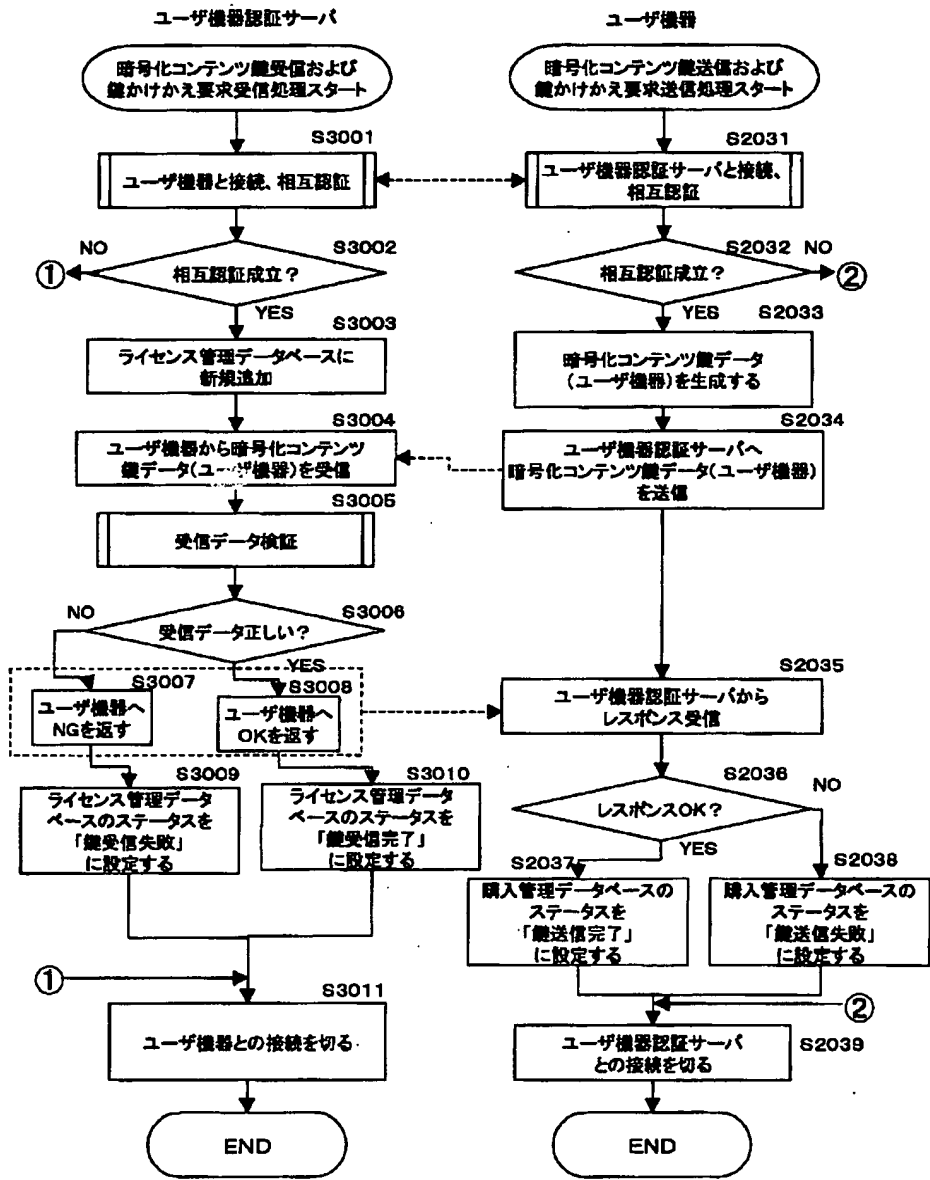 ユーザ機器認証サーバ
暗号化コンテンツ鍵受信および
鍵かけかえ要求受信処理スタート
S3001
ユーザ機器と接続、相互認証
S3002
NO
相互認証成立？
①
YES
S3003
ライセンス管理データベースに
新規追加
S3004
ユーザ機器から暗号化コンテンツ
鍵データ(ユーザ機器)を受信
S3005
受信データ検証
S3006
NO
受信データ正しい？
YES
S3007
ユーザ機器へ
NGを返す
S3008
ユーザ機器へ
OKを返す
S3009
ライセンス管理データ
ベースのステータスを
「鍵受信失敗」
に設定する
S3010
ライセンス管理データ
ベースのステータスを
「鍵受信完了」
に設定する
①
S3011
ユーザ機器との接続を切る
END
ユーザ機器
暗号化コンテンツ鍵送信および
鍵かけかえ要求送信処理スタート
S2031
ユーザ機器認証サーバと接続、
相互認証
S2032
NO
相互認証成立？
②
YES
S2033
暗号化コンテンツ鍵データ
(ユーザ機器)を生成する
S2034
ユーザ機器認証サーバへ
暗号化コンテンツ鍵データ(ユーザ機器)
を送信
S2035
ユーザ機器認証サーバから
レスポンス受信
S2036
NO
レスポンスOK？
YES
S2037
購入管理データベースの
ステータスを
「鍵送信完了」
に設定する
S2038
購入管理データベースの
ステータスを
「鍵送信失敗」
に設定する
②
ユーザ機器認証サーバ
との接続を切る
S2039
END